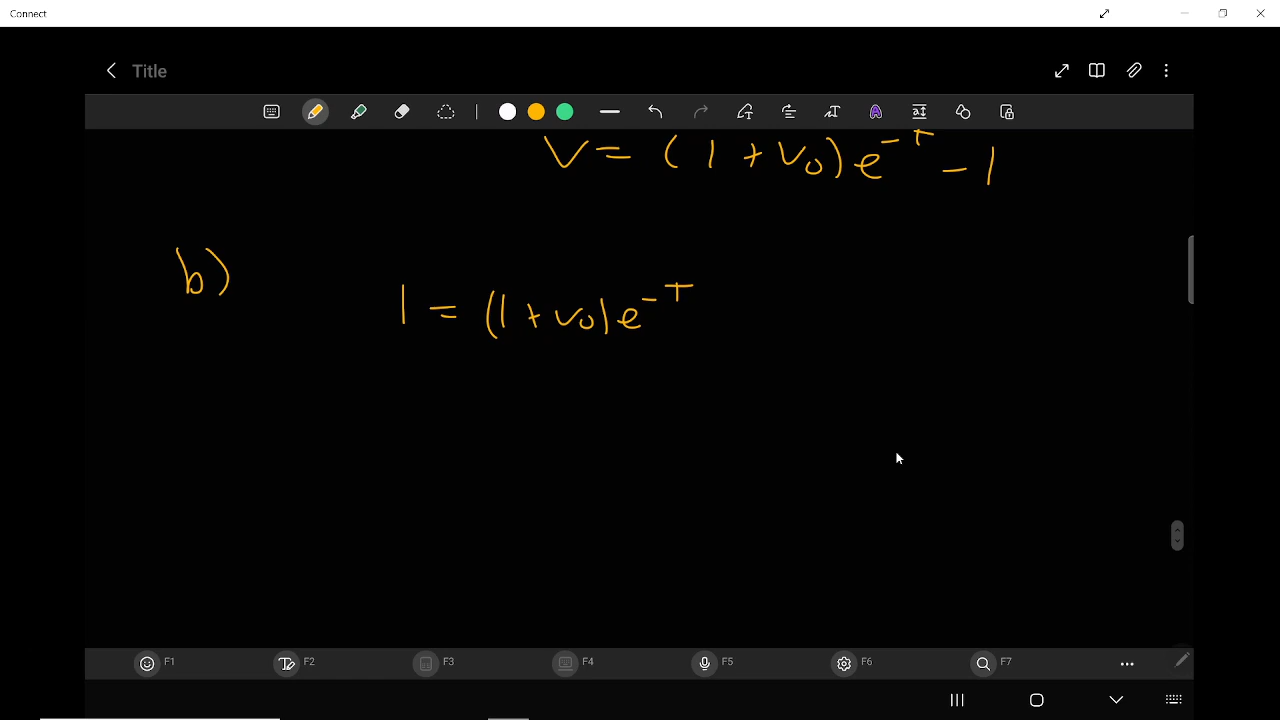 Connect
Title
V = (1 + V₀) e⁻ᵀ - 1
b)
1 = (1 + v₀) e⁻ᵀ
F1 F2 F3 F4 F5 F6 F7